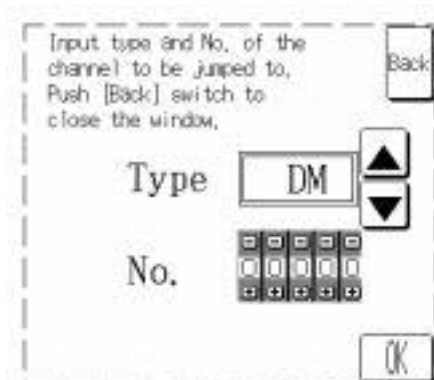 Input type and No. of the
channel to be jumped to.
Push [Back] switch to
close the window.
Back
Type DM
No. 00000
OK